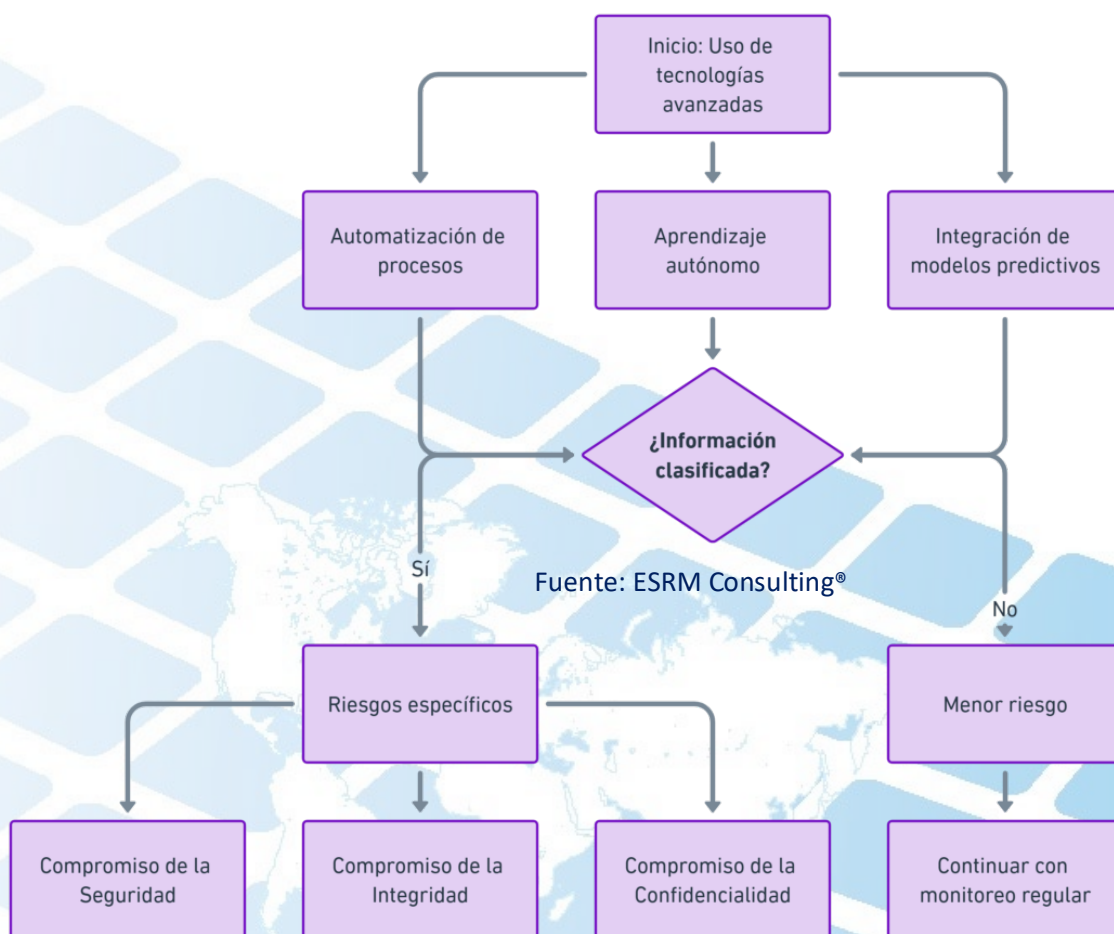 Inicio: Uso de
tecnologías
avanzadas
Automatización de
procesos
Aprendizaje
autónomo
Integración de
modelos predictivos
¿Información
clasificada?
Sí
Fuente: ESRM Consulting®
No
Riesgos específicos
Menor riesgo
Compromiso de la
Seguridad
Compromiso de la
Integridad
Compromiso de la
Confidencialidad
Continuar con
monitoreo regular